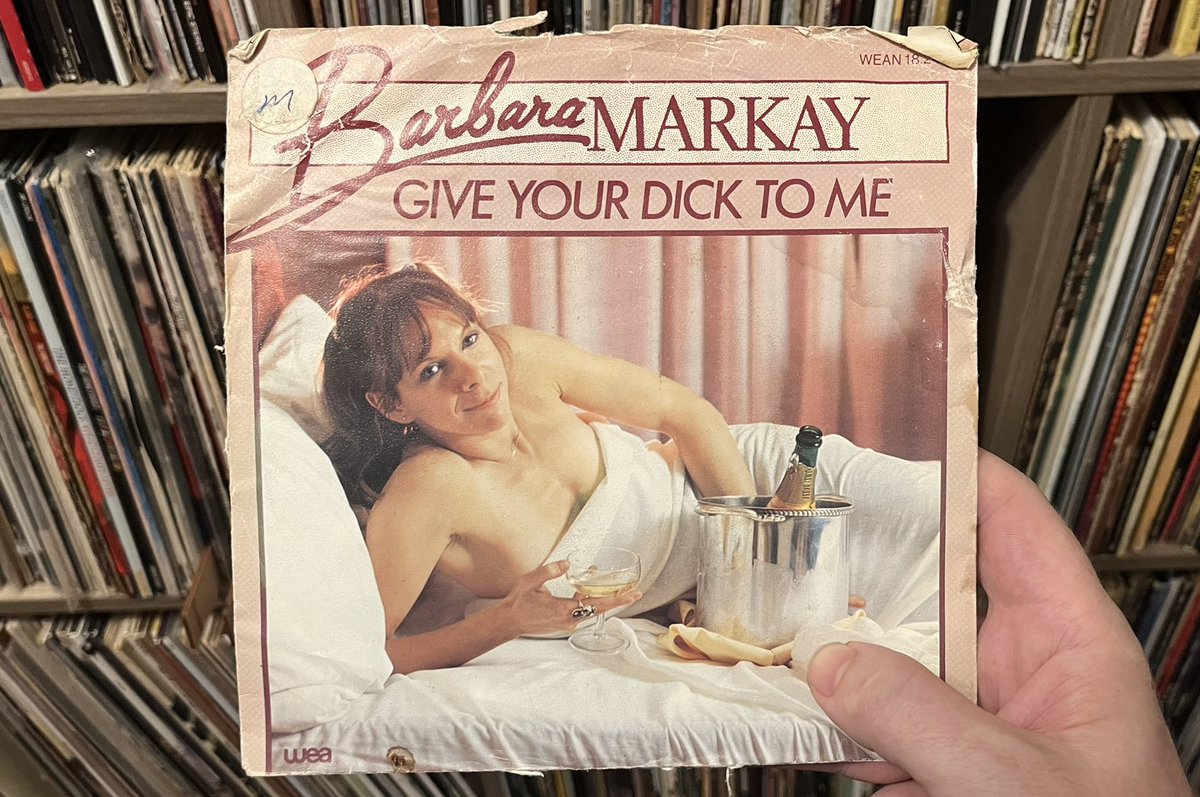 WEAN 18.2
m
Barbara MARKAY
GIVE YOUR DICK TO ME
wea